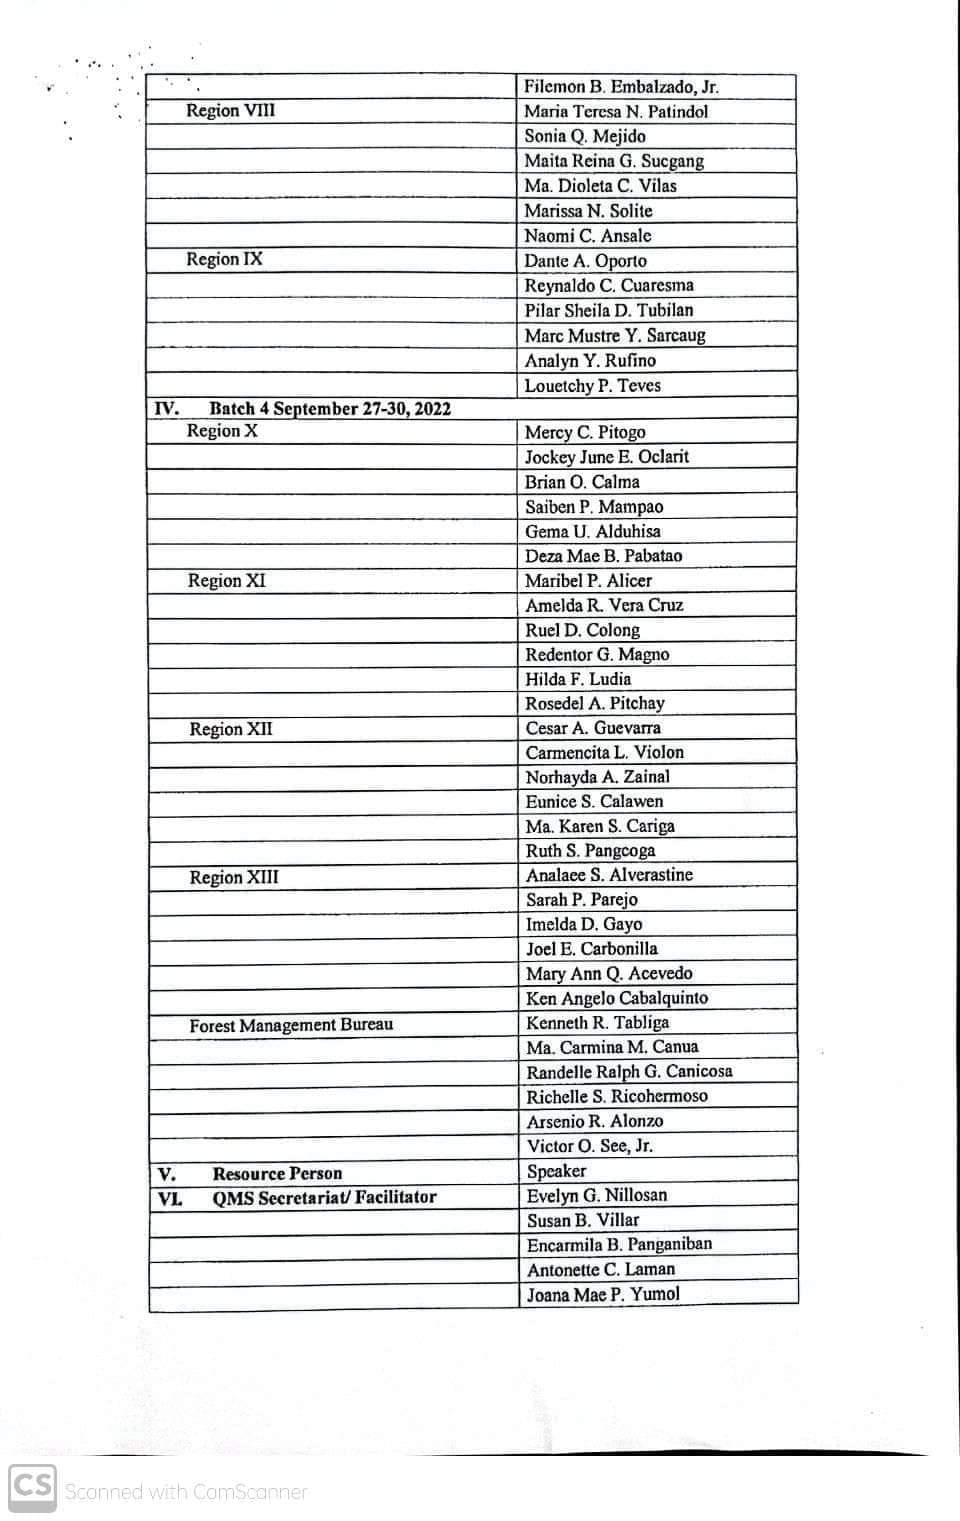 Filemon B. Embalzado, Jr.
Region VIII Maria Teresa N. Patindol
Sonia Q. Mejido
Maita Reina G. Sucgang
Ma. Dioleta C. Vilas
Marissa N. Solite
Naomi C. Ansale
Region IX Dante A. Oporto
Reynaldo C. Cuaresma
Pilar Sheila D. Tubilan
Marc Mustre Y. Sarcaug
Analyn Y. Rufino
Louetchy P. Teves
IV. Batch 4 September 27-30, 2022
Region X Mercy C. Pitogo
Jockey June E. Oclarit
Brian O. Calma
Saiben P. Mampao
Gema U. Alduhisa
Deza Mae B. Pabatao
Region XI Maribel P. Alicer
Amelda R. Vera Cruz
Ruel D. Colong
Redentor G. Magno
Hilda F. Ludia
Rosedel A. Pitchay
Region XII Cesar A. Guevarra
Carmencita L. Violon
Norhayda A. Zainal
Eunice S. Calawen
Ma. Karen S. Cariga
Ruth S. Pangcoga
Region XIII Analaee S. Alverastine
Sarah P. Parejo
Imelda D. Gayo
Joel E. Carbonilla
Mary Ann Q. Acevedo
Ken Angelo Cabalquinto
Forest Management Bureau Kenneth R. Tabliga
Ma. Carmina M. Canua
Randelle Ralph G. Canicosa
Richelle S. Ricohermoso
Arsenio R. Alonzo
Victor O. See, Jr.
V. Resource Person Speaker
VI. QMS Secretariat/ Facilitator Evelyn G. Nillosan
Susan B. Villar
Encarmila B. Panganiban
Antonette C. Laman
Joana Mae P. Yumol
CS Scanned with CamScanner